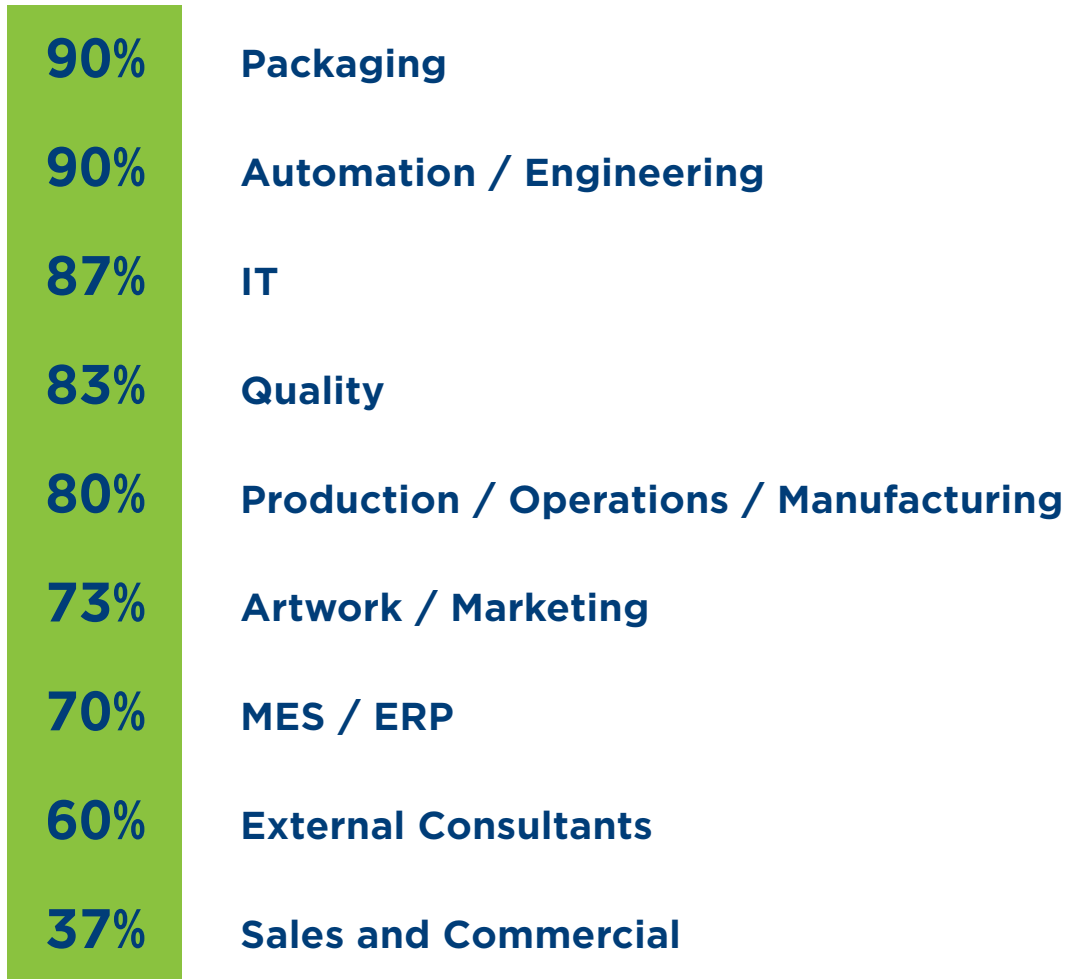 90% Packaging
90% Automation / Engineering
87% IT
83% Quality
80% Production / Operations / Manufacturing
73% Artwork / Marketing
70% MES / ERP
60% External Consultants
37% Sales and Commercial